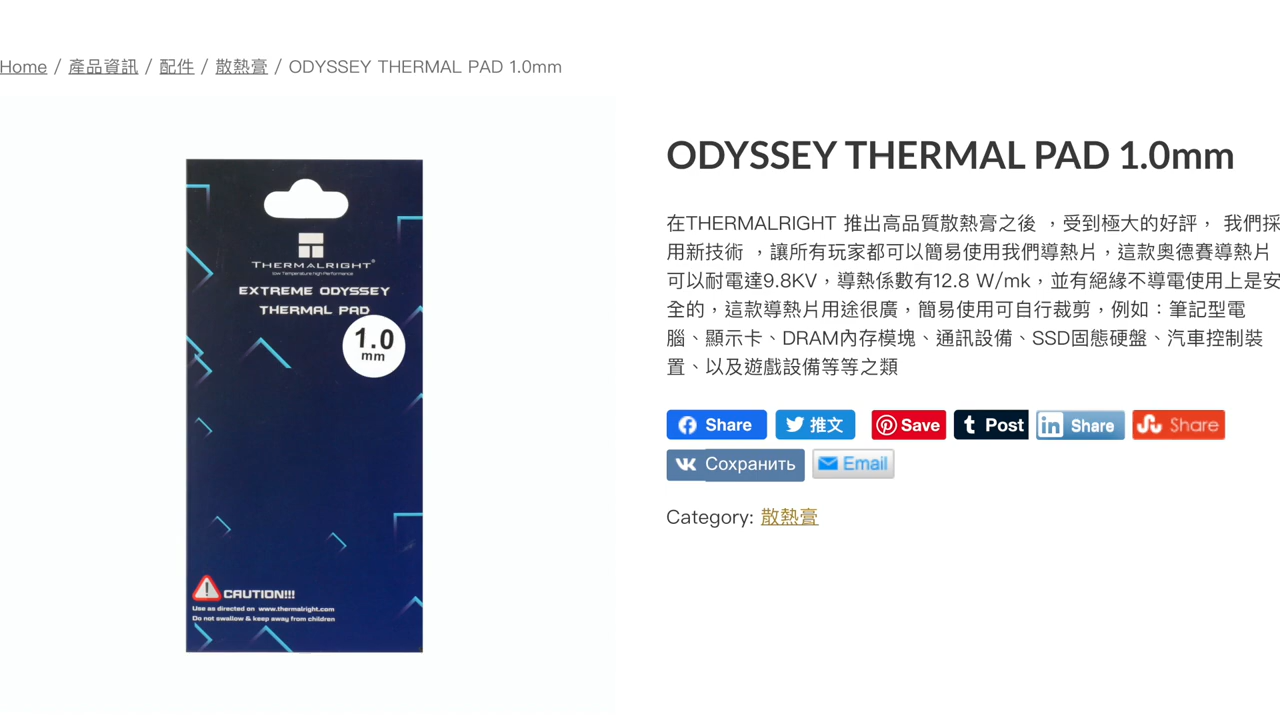 Home / 產品資訊 / 配件 / 散熱膏 / ODYSSEY THERMAL PAD 1.0mm
THERMALRIGHT®
Low Temperature High Performance
EXTREME ODYSSEY
THERMAL PAD
1.0
mm
CAUTION!!!
Use as directed on www.thermalright.com
Do not swallow & keep away from children
ODYSSEY THERMAL PAD 1.0mm
在THERMALRIGHT 推出高品質散熱膏之後 ，受到極大的好評， 我們採
用新技術 ，讓所有玩家都可以簡易使用我們導熱片，這款奧德賽導熱片
可以耐電達9.8KV，導熱係數有12.8 W/mk，並有絕緣不導電使用上是安
全的，這款導熱片用途很廣，簡易使用可自行裁剪，例如：筆記型電
腦、顯示卡、DRAM內存模塊、通訊設備、SSD固態硬盤、汽車控制裝
置、以及遊戲設備等等之類
Share 推文 Save Post Share Share
Сохранить Email
Category: 散熱膏